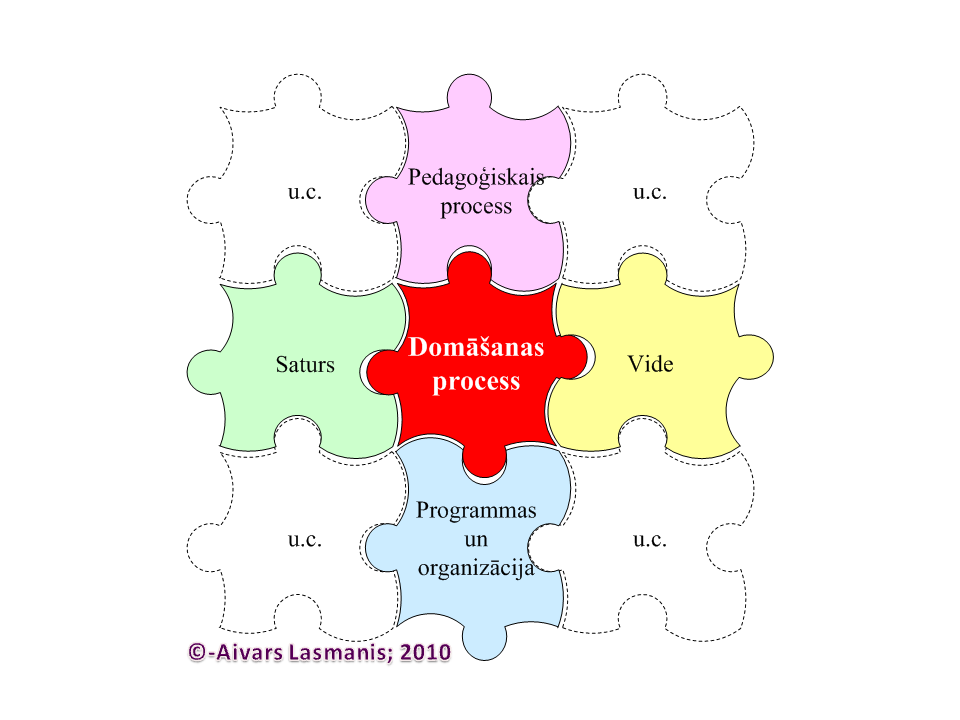 u.c.
Pedagoģiskais
process
u.c.
Saturs
Domāšanas
process
Vide
u.c.
Programmas
un
organizācija
u.c.
©-Aivars Lasmanis; 2010